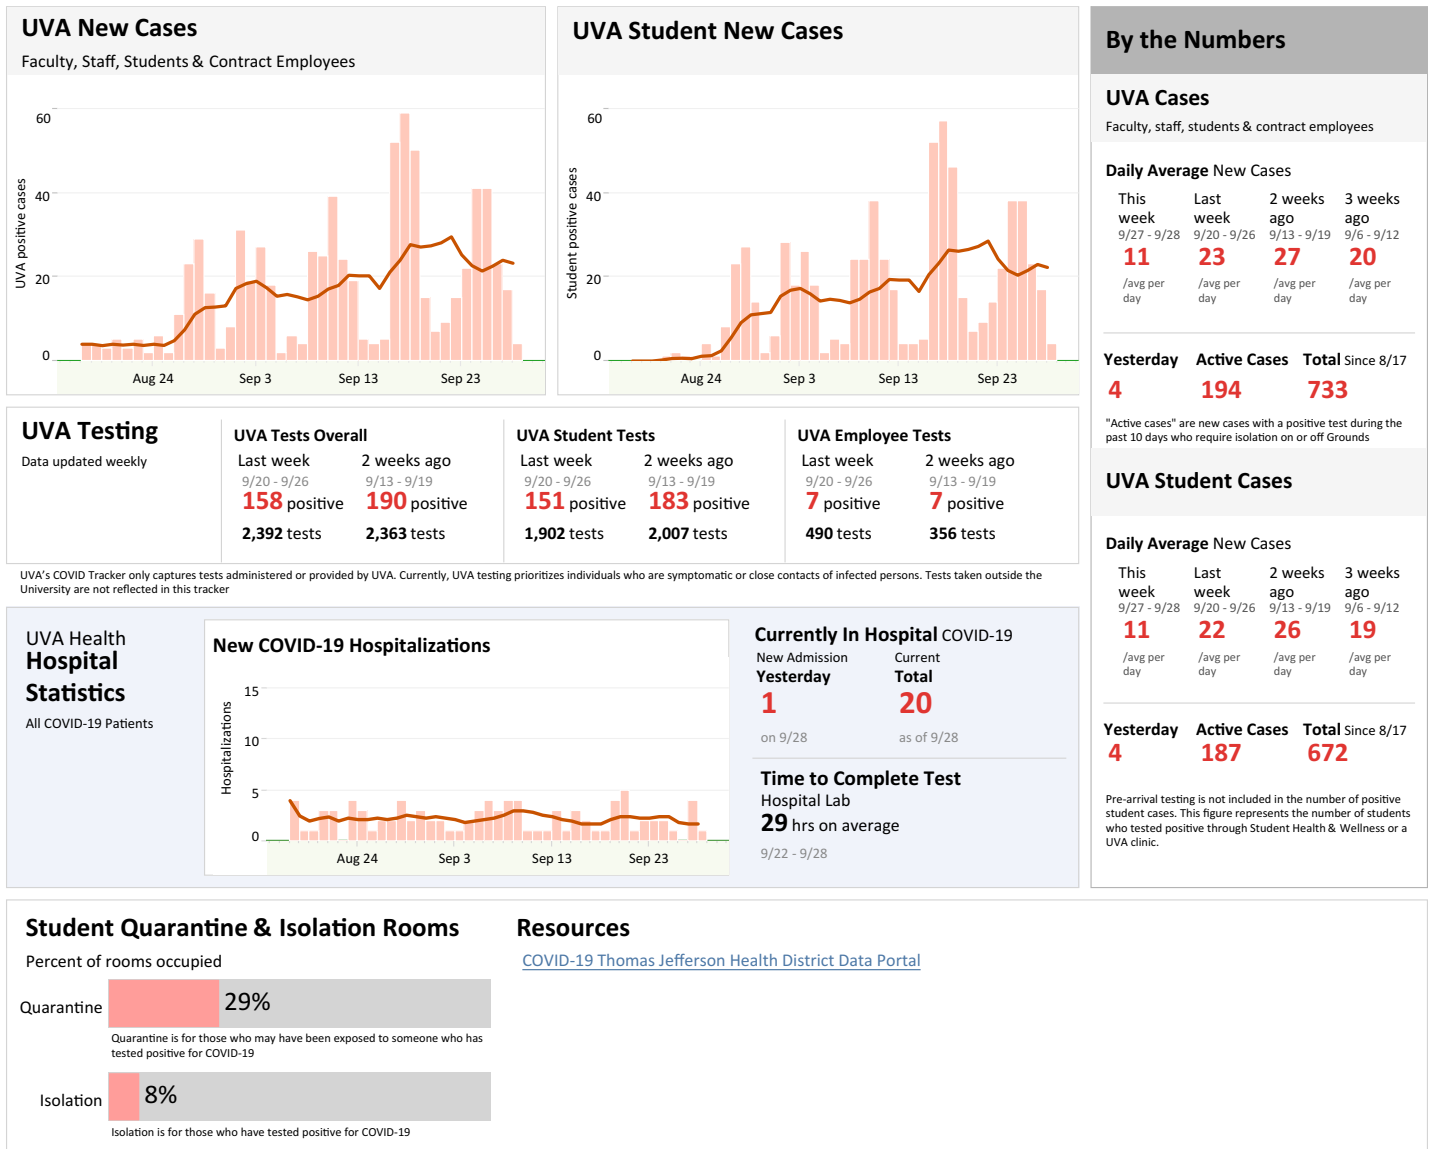 UVA New Cases
Faculty, Staff, Students & Contract Employees
60
40
20
0
UVA positive cases
Aug 24 Sep 3 Sep 13 Sep 23
UVA Student New Cases
60
40
20
0
Student positive cases
Aug 24 Sep 3 Sep 13 Sep 23
By the Numbers
UVA Cases
Faculty, staff, students & contract employees
Daily Average New Cases
This Last 2 weeks 3 weeks
week week ago ago
9/27 - 9/28 9/20 - 9/26 9/13 - 9/19 9/6 - 9/12
11 23 27 20
/avg per /avg per /avg per /avg per
day day day day
Yesterday Active Cases Total Since 8/17
4 194 733
"Active cases" are new cases with a positive test during the
past 10 days who require isolation on or off Grounds
UVA Student Cases
Daily Average New Cases
This Last 2 weeks 3 weeks
week week ago ago
9/27 - 9/28 9/20 - 9/26 9/13 - 9/19 9/6 - 9/12
11 22 26 19
/avg per /avg per /avg per /avg per
day day day day
Yesterday Active Cases Total Since 8/17
4 187 672
Pre-arrival testing is not included in the number of positive
student cases. This figure represents the number of students
who tested positive through Student Health & Wellness or a
UVA clinic.
UVA Testing
Data updated weekly
UVA Tests Overall
Last week 2 weeks ago
9/20 - 9/26 9/13 - 9/19
158 positive 190 positive
2,392 tests 2,363 tests
UVA Student Tests
Last week 2 weeks ago
9/20 - 9/26 9/13 - 9/19
151 positive 183 positive
1,902 tests 2,007 tests
UVA Employee Tests
Last week 2 weeks ago
9/20 - 9/26 9/13 - 9/19
7 positive 7 positive
490 tests 356 tests
UVA's COVID Tracker only captures tests administered or provided by UVA. Currently, UVA testing prioritizes individuals who are symptomatic or close contacts of infected persons. Tests taken outside the
University are not reflected in this tracker
UVA Health
Hospital
Statistics
All COVID-19 Patients
New COVID-19 Hospitalizations
15
10
5
0
Hospitalizations
Aug 24 Sep 3 Sep 13 Sep 23
Currently In Hospital COVID-19
New Admission Current
Yesterday Total
1 20
on 9/28 as of 9/28
Time to Complete Test
Hospital Lab
29 hrs on average
9/22 - 9/28
Student Quarantine & Isolation Rooms
Percent of rooms occupied
Quarantine 29%
Quarantine is for those who may have been exposed to someone who has
tested positive for COVID-19
Isolation 8%
Isolation is for those who have tested positive for COVID-19
Resources
COVID-19 Thomas Jefferson Health District Data Portal